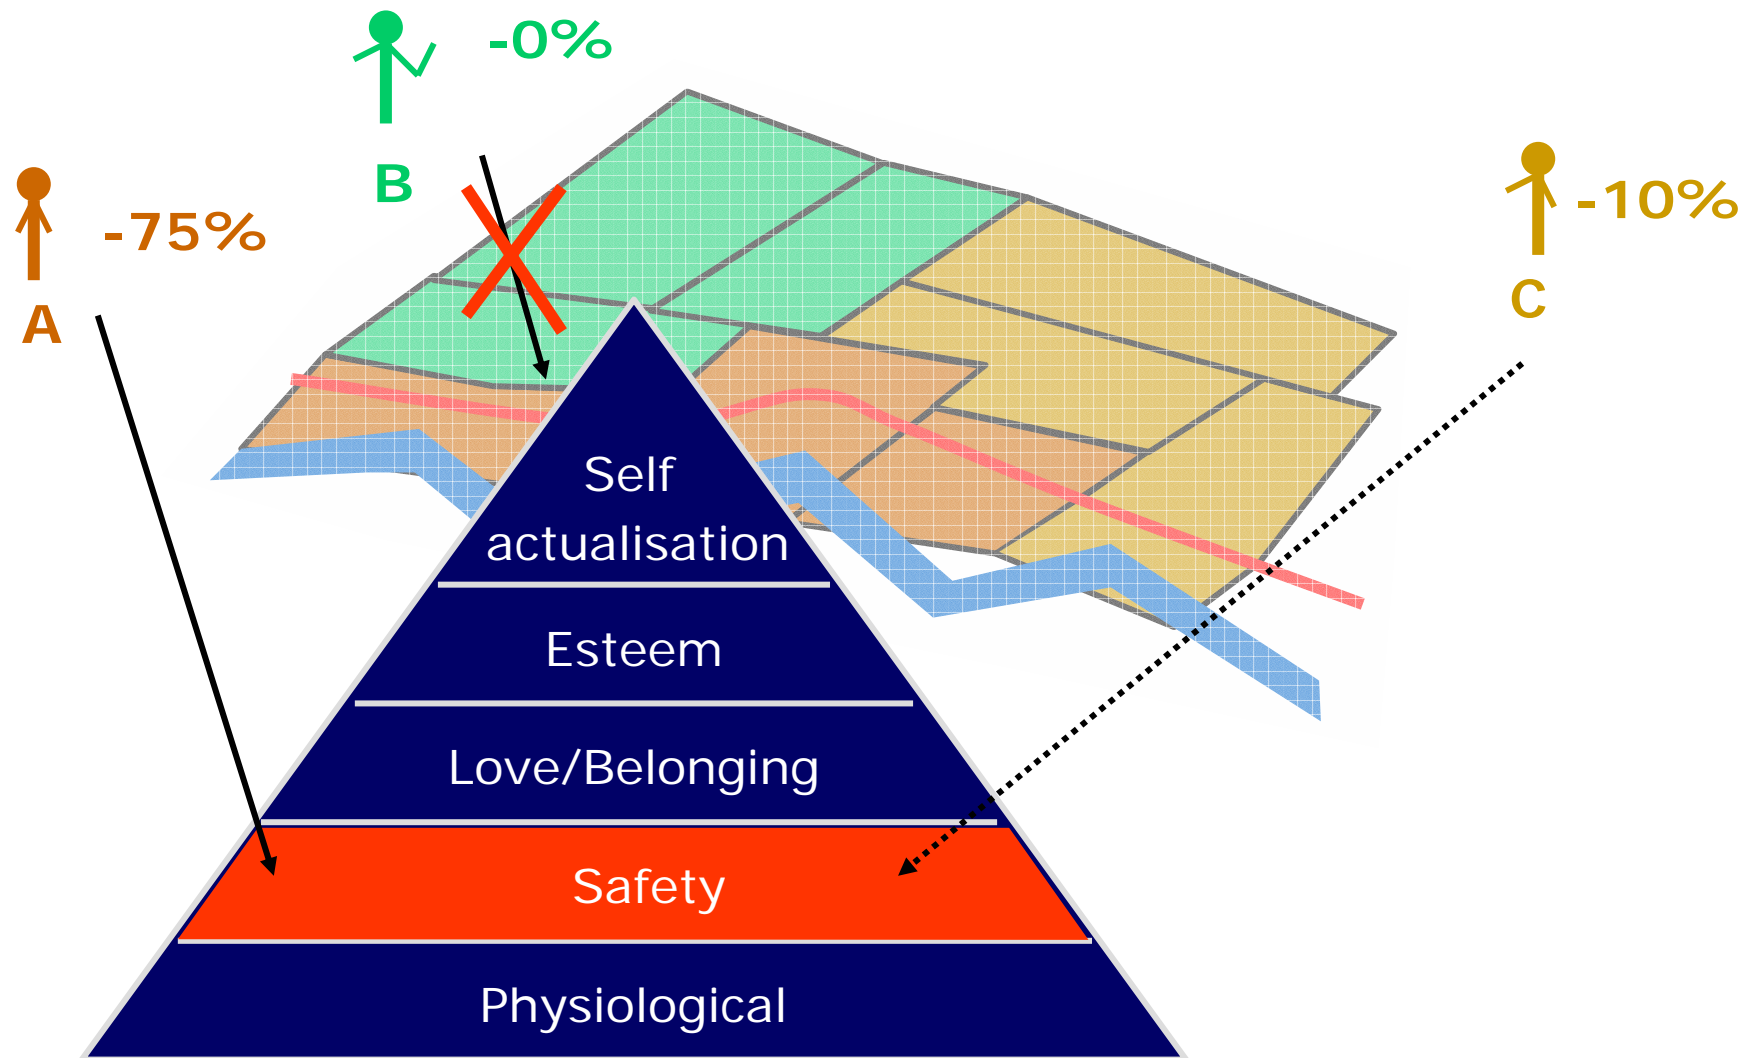 -0%
B
-75%
A
-10%
C
Self
actualisation
Esteem
Love/Belonging
Safety
Physiological